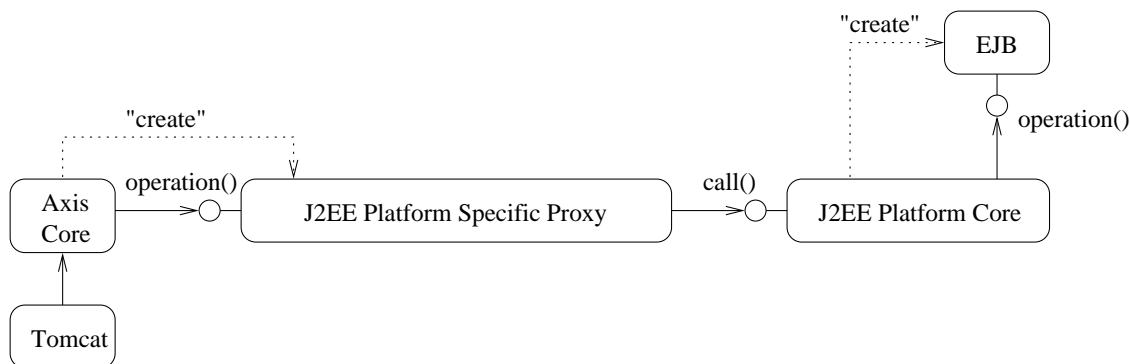 "create"
EJB
operation()
"create"
operation()
call()
Axis
Core
J2EE Platform Specific Proxy
J2EE Platform Core
Tomcat